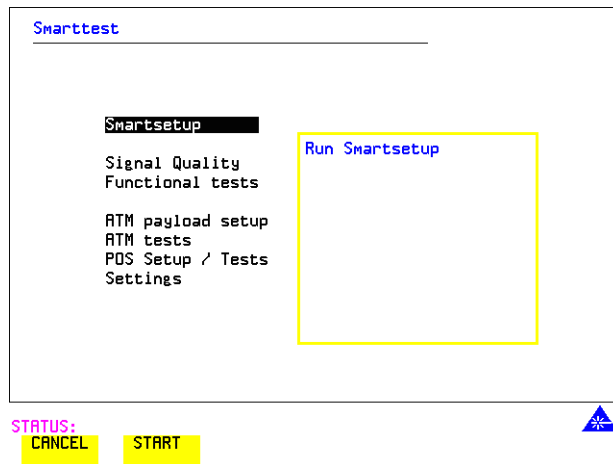 Smarttest
Smartsetup
Run Smartsetup
Signal Quality
Functional tests
ATM payload setup
ATM tests
POS Setup / Tests
Settings
STATUS:
CANCEL START